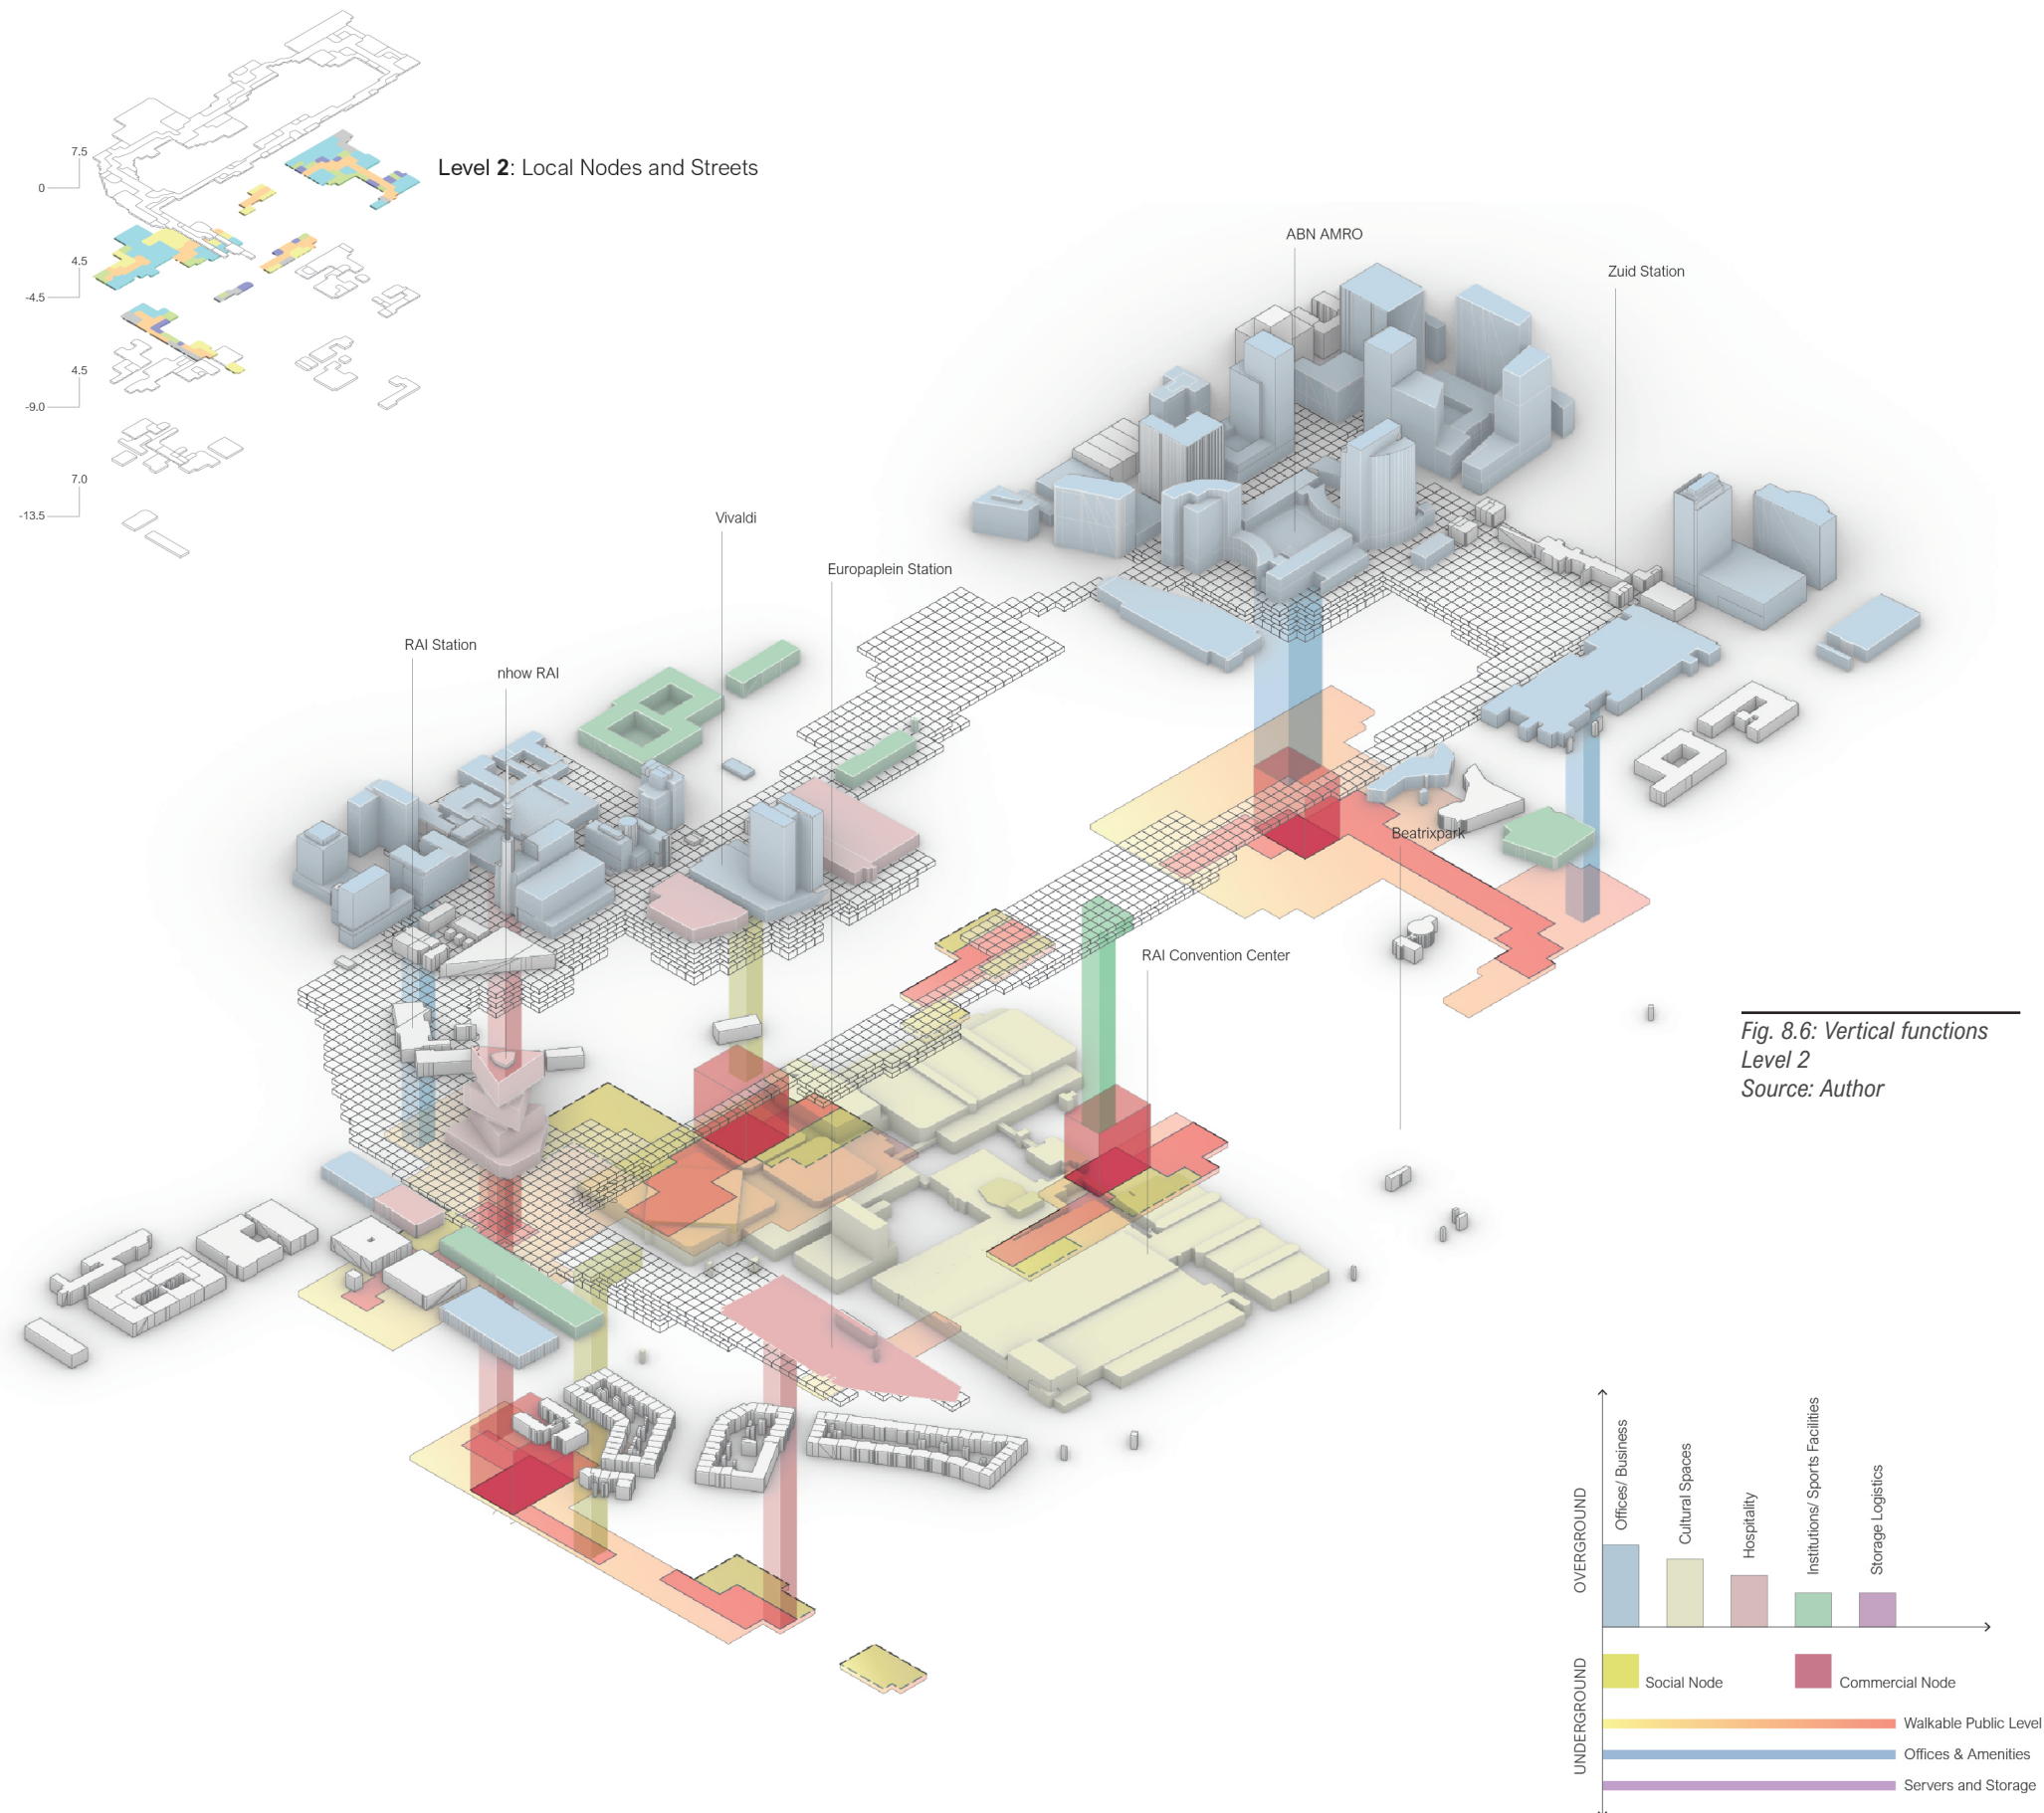 7.5
0
Level 2: Local Nodes and Streets
4.5
-4.5
4.5
-9.0
7.0
-13.5
ABN AMRO
Zuid Station
Vivaldi
Europaplein Station
RAI Station
nhow RAI
Beatrixpark
RAI Convention Center
Fig. 8.6: Vertical functions
Level 2
Source: Author
OVERGROUND
Offices/ Business
Cultural Spaces
Hospitality
Institutions/ Sports Facilities
Storage Logistics
UNDERGROUND
Social Node
Commercial Node
Walkable Public Level
Offices & Amenities
Servers and Storage